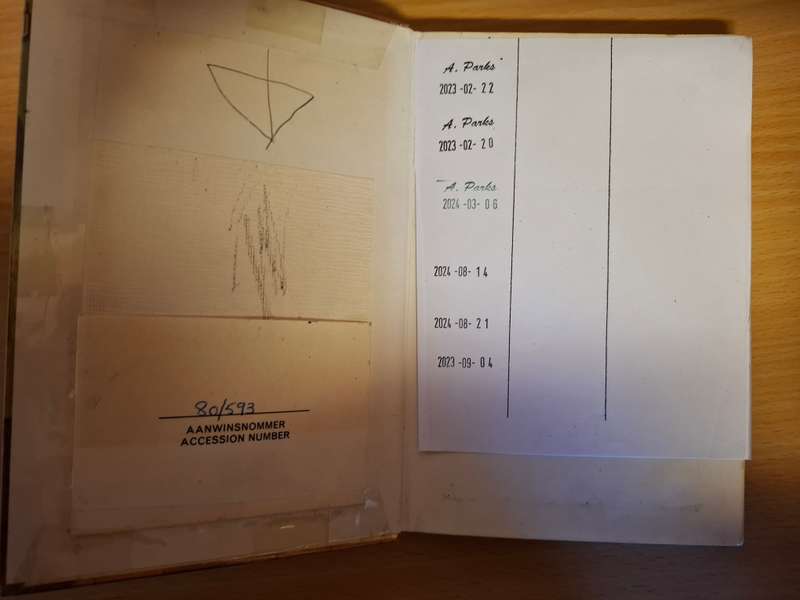 80/593
AANWINSNOMMER
ACCESSION NUMBER
A. Parks
2023-02-22
A. Parks
2023-02-20
A. Parks
2024-03-06
2024-08-14
2024-08-21
2023-09-04